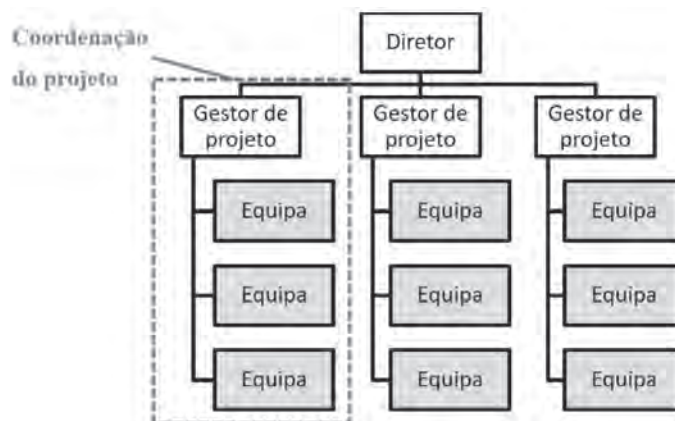 Coordenação
do projeto
Diretor
Gestor de
projeto
Gestor de
projeto
Gestor de
projeto
Equipa
Equipa
Equipa
Equipa
Equipa
Equipa
Equipa
Equipa
Equipa